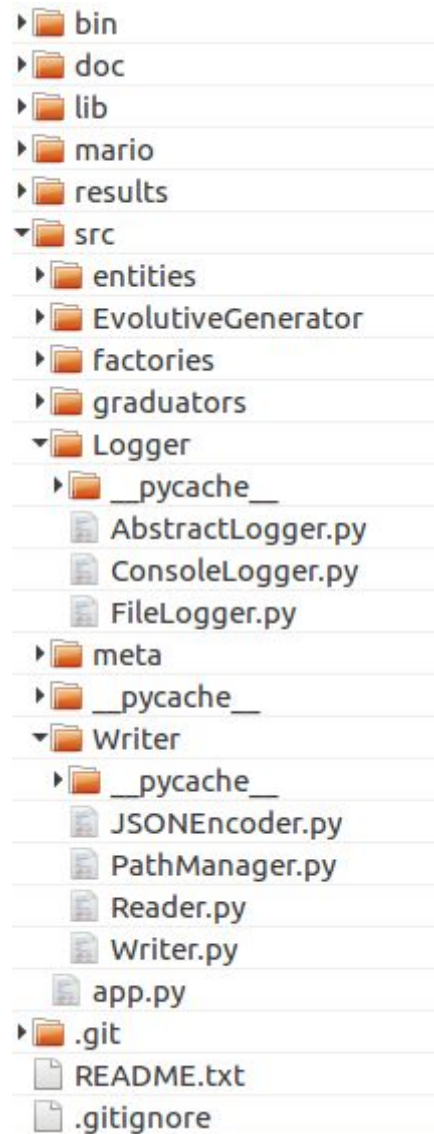 bin
doc
lib
mario
results
src
entities
EvolutiveGenerator
factories
graduators
Logger
__pycache__
AbstractLogger.py
ConsoleLogger.py
FileLogger.py
meta
__pycache__
Writer
__pycache__
JSONEncoder.py
PathManager.py
Reader.py
Writer.py
app.py
.git
README.txt
.gitignore